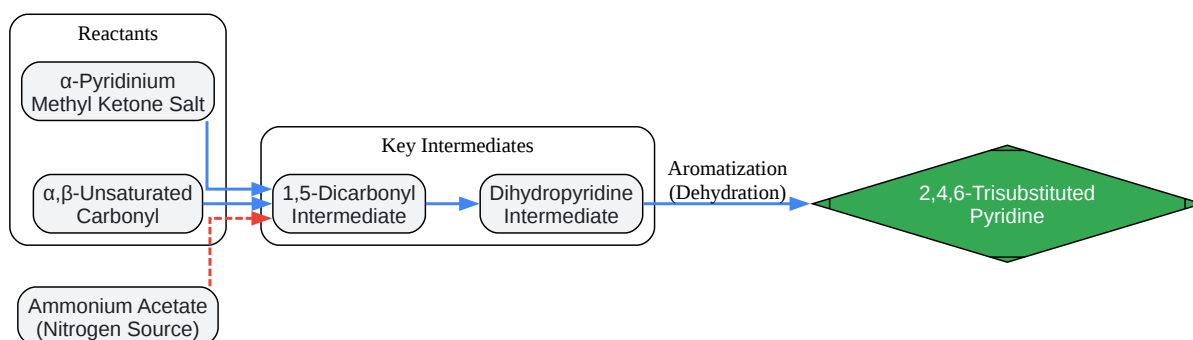 Reactants
α-Pyridinium
Methyl Ketone Salt
α,β-Unsaturated
Carbonyl
Ammonium Acetate
(Nitrogen Source)
Key Intermediates
1,5-Dicarbonyl
Intermediate
Dihydropyridine
Intermediate
Aromatization
(Dehydration)
2,4,6-Trisubstituted
Pyridine